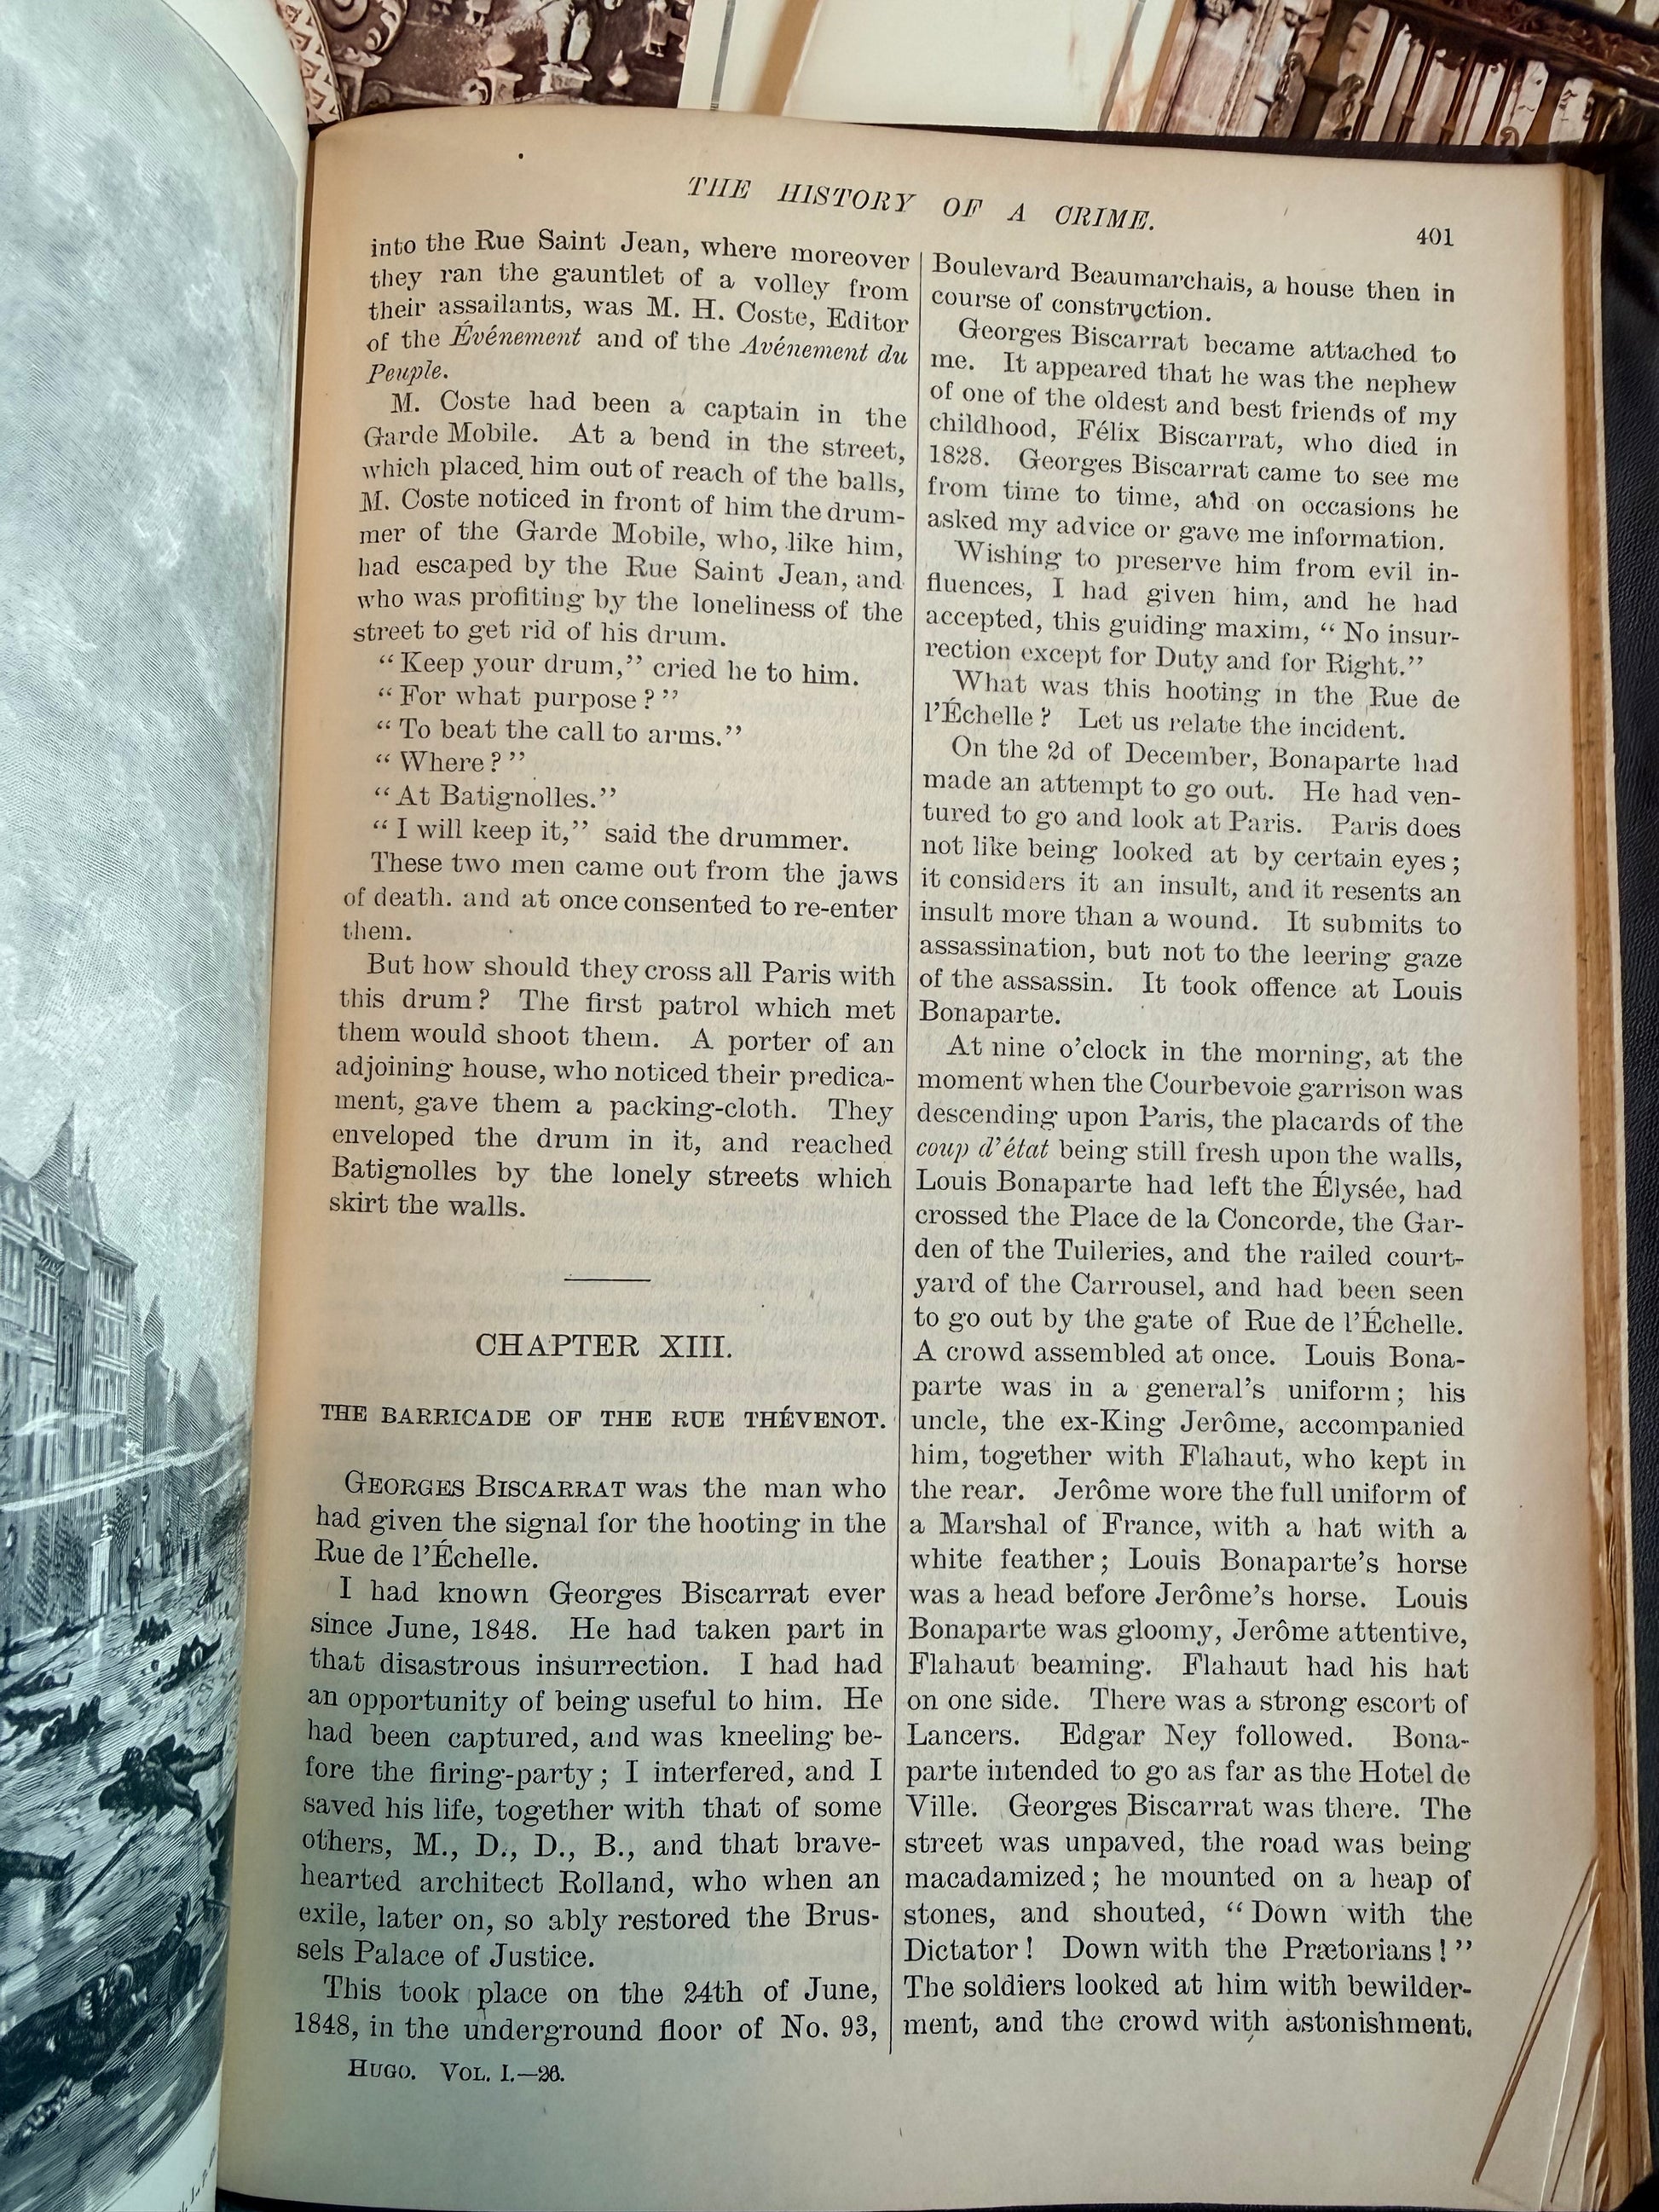 THE HISTORY OF A CRIME.
401
into the Rue Saint Jean, where moreover
they ran the gauntlet of a volley from
their assailants, was M. H. Coste, Editor
of the Événement and of the Avénement du
Peuple.
M. Coste had been a captain in the
Garde Mobile. At a bend in the street,
which placed him out of reach of the balls,
M. Coste noticed in front of him the drum-
mer of the Garde Mobile, who, like him,
had escaped by the Rue Saint Jean, and
who was profiting by the loneliness of the
street to get rid of his drum.
“Keep your drum,” cried he to him.
“For what purpose?”
“To beat the call to arms.”
“Where?”
“At Batignolles.”
“I will keep it,” said the drummer.
These two men came out from the jaws
of death. and at once consented to re-enter
them.
But how should they cross all Paris with
this drum? The first patrol which met
them would shoot them. A porter of an
adjoining house, who noticed their predica-
ment, gave them a packing-cloth. They
enveloped the drum in it, and reached
Batignolles by the lonely streets which
skirt the walls.
CHAPTER XIII.
THE BARRICADE OF THE RUE THÉVENOT.
GEORGES BISCARRAT was the man who
had given the signal for the hooting in the
Rue de l’Échelle.
I had known Georges Biscarrat ever
since June, 1848. He had taken part in
that disastrous insurrection. I had had
an opportunity of being useful to him. He
had been captured, and was kneeling be-
fore the firing-party; I interfered, and I
saved his life, together with that of some
others, M., D., D., B., and that brave-
hearted architect Rolland, who when an
exile, later on, so ably restored the Brus-
sels Palace of Justice.
This took place on the 24th of June,
1848, in the underground floor of No. 93,
HUGO. VOL. I.—26.
Boulevard Beaumarchais, a house then in
course of construction.
Georges Biscarrat became attached to
me. It appeared that he was the nephew
of one of the oldest and best friends of my
childhood, Félix Biscarrat, who died in
1828. Georges Biscarrat came to see me
from time to time, and on occasions he
asked my advice or gave me information.
Wishing to preserve him from evil in-
fluences, I had given him, and he had
accepted, this guiding maxim, “No insur-
rection except for Duty and for Right.”
What was this hooting in the Rue de
l’Échelle? Let us relate the incident.
On the 2d of December, Bonaparte had
made an attempt to go out. He had ven-
tured to go and look at Paris. Paris does
not like being looked at by certain eyes;
it considers it an insult, and it resents an
insult more than a wound. It submits to
assassination, but not to the leering gaze
of the assassin. It took offence at Louis
Bonaparte.
At nine o’clock in the morning, at the
moment when the Courbevoie garrison was
descending upon Paris, the placards of the
coup d’état being still fresh upon the walls,
Louis Bonaparte had left the Élysée, had
crossed the Place de la Concorde, the Gar-
den of the Tuileries, and the railed court-
yard of the Carrousel, and had been seen
to go out by the gate of Rue de l’Échelle.
A crowd assembled at once. Louis Bona-
parte was in a general’s uniform; his
uncle, the ex-King Jerôme, accompanied
him, together with Flahaut, who kept in
the rear. Jerôme wore the full uniform of
a Marshal of France, with a hat with a
white feather; Louis Bonaparte’s horse
was a head before Jerôme’s horse. Louis
Bonaparte was gloomy, Jerôme attentive,
Flahaut beaming. Flahaut had his hat
on one side. There was a strong escort of
Lancers. Edgar Ney followed. Bona-
parte intended to go as far as the Hotel de
Ville. Georges Biscarrat was there. The
street was unpaved, the road was being
macadamized; he mounted on a heap of
stones, and shouted, “Down with the
Dictator! Down with the Prætorians!”
The soldiers looked at him with bewilder-
ment, and the crowd with astonishment.